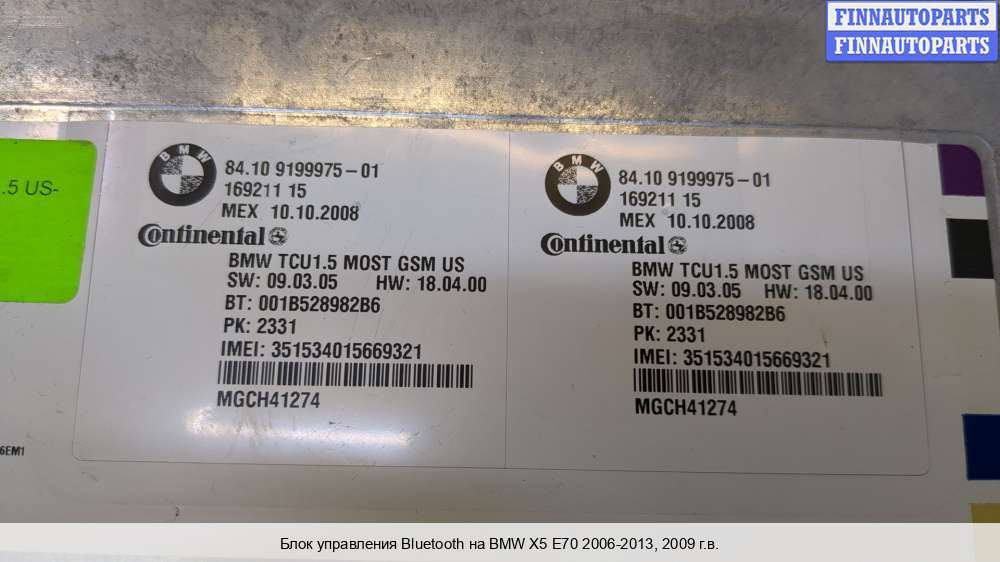 FINNAUTOPARTS
FINNAUTOPARTS
.5 US-
BMW
84.10 9199975-01
169211 15
MEX 10.10.2008
Continental
BMW TCU1.5 MOST GSM US
SW: 09.03.05 HW: 18.04.00
BT: 001B528982B6
PK: 2331
IMEI: 351534015669321
MGCH41274
BMW
84.10 9199975-01
169211 15
MEX 10.10.2008
Continental
BMW TCU1.5 MOST GSM US
SW: 09.03.05 HW: 18.04.00
BT: 001B528982B6
PK: 2331
IMEI: 351534015669321
MGCH41274
6EM1
Блок управления Bluetooth на BMW X5 E70 2006-2013, 2009 г.в.